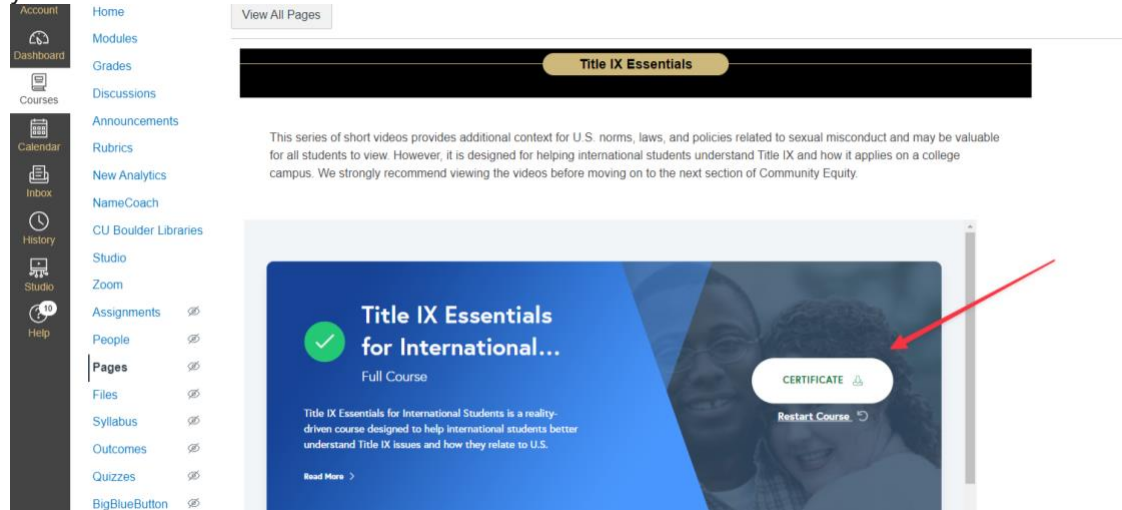 Account
Dashboard
Courses
Calendar
Inbox
History
Studio
10
Help
Home
Modules
Grades
Discussions
Announcements
Rubrics
New Analytics
NameCoach
CU Boulder Libraries
Studio
Zoom
Assignments
People
Pages
Files
Syllabus
Outcomes
Quizzes
BigBlueButton
View All Pages
Title IX Essentials
This series of short videos provides additional context for U.S. norms, laws, and policies related to sexual misconduct and may be valuable
for all students to view. However, it is designed for helping international students understand Title IX and how it applies on a college
campus. We strongly recommend viewing the videos before moving on to the next section of Community Equity.
Title IX Essentials
for International...
Full Course
Title IX Essentials for International Students is a reality-
driven course designed to help international students better
understand Title IX issues and how they relate to U.S.
Read More
CERTIFICATE
Restart Course